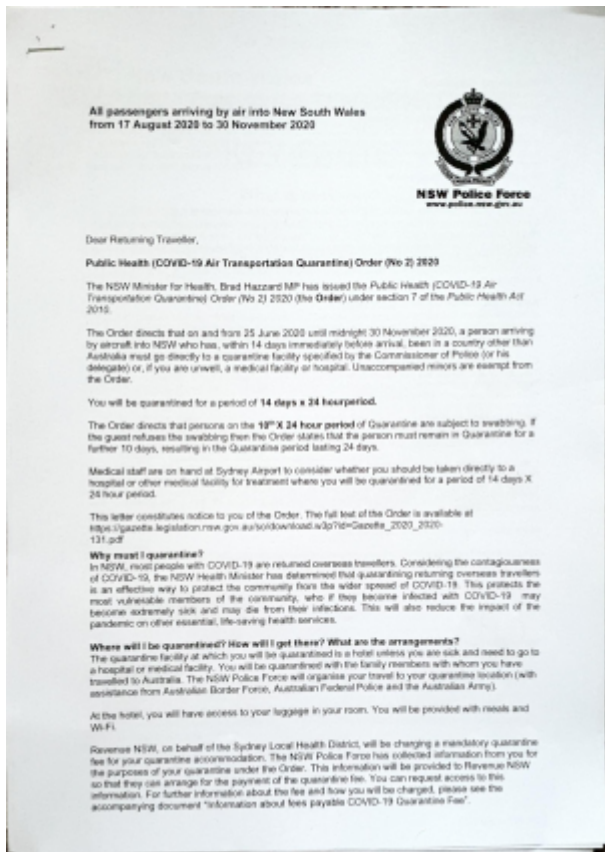 All passengers arriving by air into New South Wales
from 17 August 2020 to 30 November 2020
NSW Police Force
www.police.nsw.gov.au
Dear Returning Traveller,
Public Health (COVID-19 Air Transportation Quarantine) Order (No 2) 2020
The NSW Minister for Health, Brad Hazzard MP has issued the Public Health (COVID-19 Air
Transportation Quarantine) Order (No 2) 2020 (the Order) under section 7 of the Public Health Act
2010.
The Order directs that on and from 25 June 2020 until midnight 30 November 2020, a person arriving
by aircraft into NSW who has, within 14 days immediately before arrival, been in a country other than
Australia must go directly to a quarantine facility specified by the Commissioner of Police (or his
delegate) or, if you are unwell, a medical facility or hospital. Unaccompanied minors are exempt from
the Order.
You will be quarantined for a period of 14 days x 24 hourperiod.
The Order directs that persons on the 10th X 24 hour period of Quarantine are subject to swabbing. If
the guest refuses the swabbing then the Order states that the person must remain in Quarantine for a
further 10 days, resulting in the Quarantine period lasting 24 days.
Medical staff are on hand at Sydney Airport to consider whether you should be taken directly to a
hospital or other medical facility for treatment where you will be quarantined for a period of 14 days X
24 hour period.
This letter constitutes notice to you of the Order. The full text of the Order is available at
https://gazette.legislation.nsw.gov.au/so/download.w3p?id=Gazette_2020_2020-
131.pdf
Why must I quarantine?
In NSW, most people with COVID-19 are returned overseas travellers. Considering the contagiousness
of COVID-19, the NSW Health Minister has determined that quarantining returning overseas travellers
is an effective way to protect the community from the wider spread of COVID-19. This protects the
most vulnerable members of the community, who if they become infected with COVID-19 may
become extremely sick and may die from their infections. This will also reduce the impact of the
pandemic on other essential, life-saving health services.
Where will I be quarantined? How will I get there? What are the arrangements?
The quarantine facility at which you will be quarantined is a hotel unless you are sick and need to go to
a hospital or medical facility. You will be quarantined with the family members with whom you have
travelled to Australia. The NSW Police Force will organise your travel to your quarantine location (with
assistance from Australian Border Force, Australian Federal Police and the Australian Army).
At the hotel, you will have access to your luggage in your room. You will be provided with meals and
Wi-Fi.
Revenue NSW, on behalf of the Sydney Local Health District, will be charging a mandatory quarantine
fee for your quarantine accommodation. The NSW Police Force has collected information from you for
the purposes of your quarantine under the Order. This information will be provided to Revenue NSW
so that they can arrange for the payment of the quarantine fee. You can request access to this
information. For further information about the fee and how you will be charged, please see the
accompanying document "Information about fees payable COVID-19 Quarantine Fee".